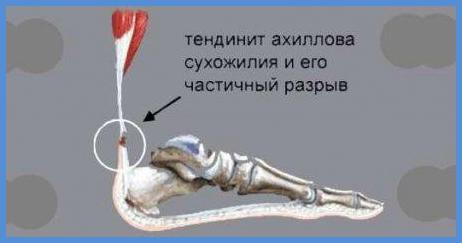 тендинит ахиллова
сухожилия и его
частичный разрыв